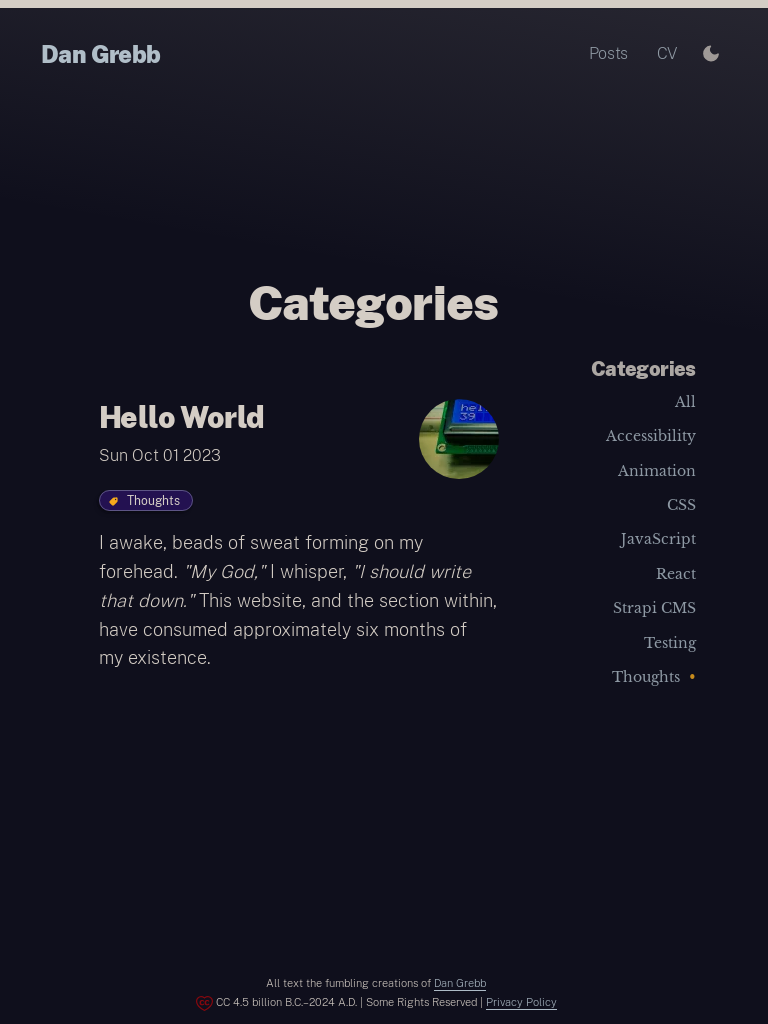 Dan Grebb
Posts CV
Categories
Categories
All
Accessibility
Animation
CSS
JavaScript
React
Strapi CMS
Testing
Thoughts •
Hello World
Sun Oct 01 2023
Thoughts
I awake, beads of sweat forming on my
forehead. "My God," I whisper, "I should write
that down." This website, and the section within,
have consumed approximately six months of
my existence.
All text the fumbling creations of Dan Grebb
CC 4.5 billion B.C.–2024 A.D. | Some Rights Reserved | Privacy Policy